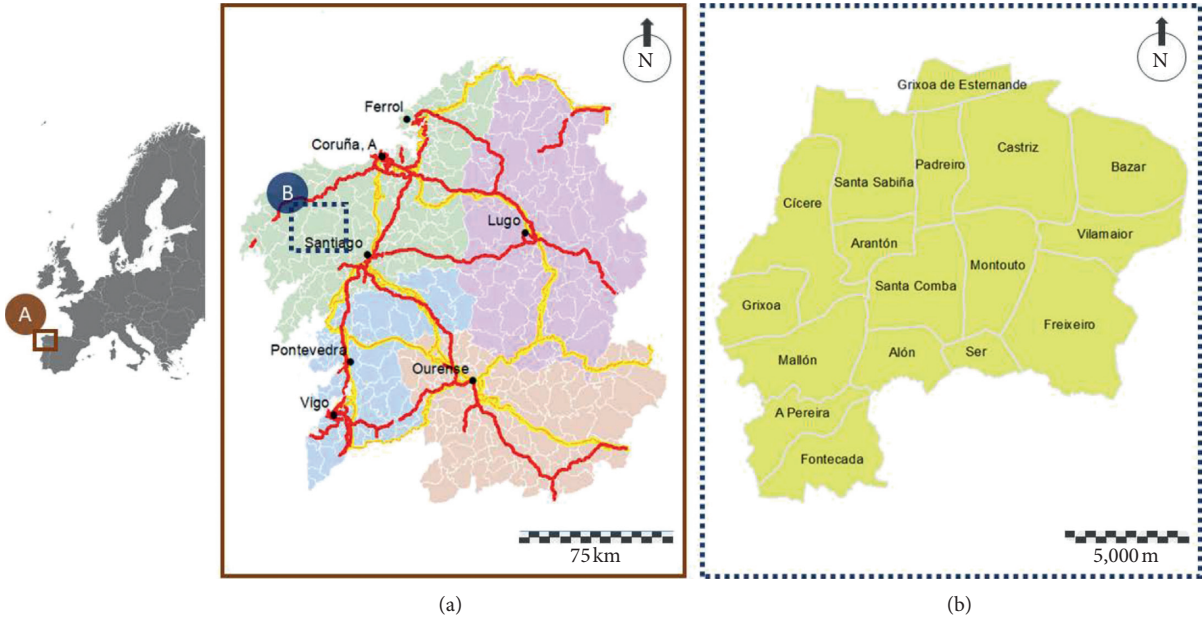 A
N
Ferrol
Coruña, A
B
Lugo
Santiago
Pontevedra
Ourense
Vigo
75 km
(a)
N
Grixoa de Esternande
Castriz
Padreiro
Bazar
Santa Sabiña
Cícere
Vilamaior
Arantón
Montouto
Santa Comba
Grixoa
Freixeiro
Alón
Ser
Mallón
A Pereira
Fontecada
5,000 m
(b)